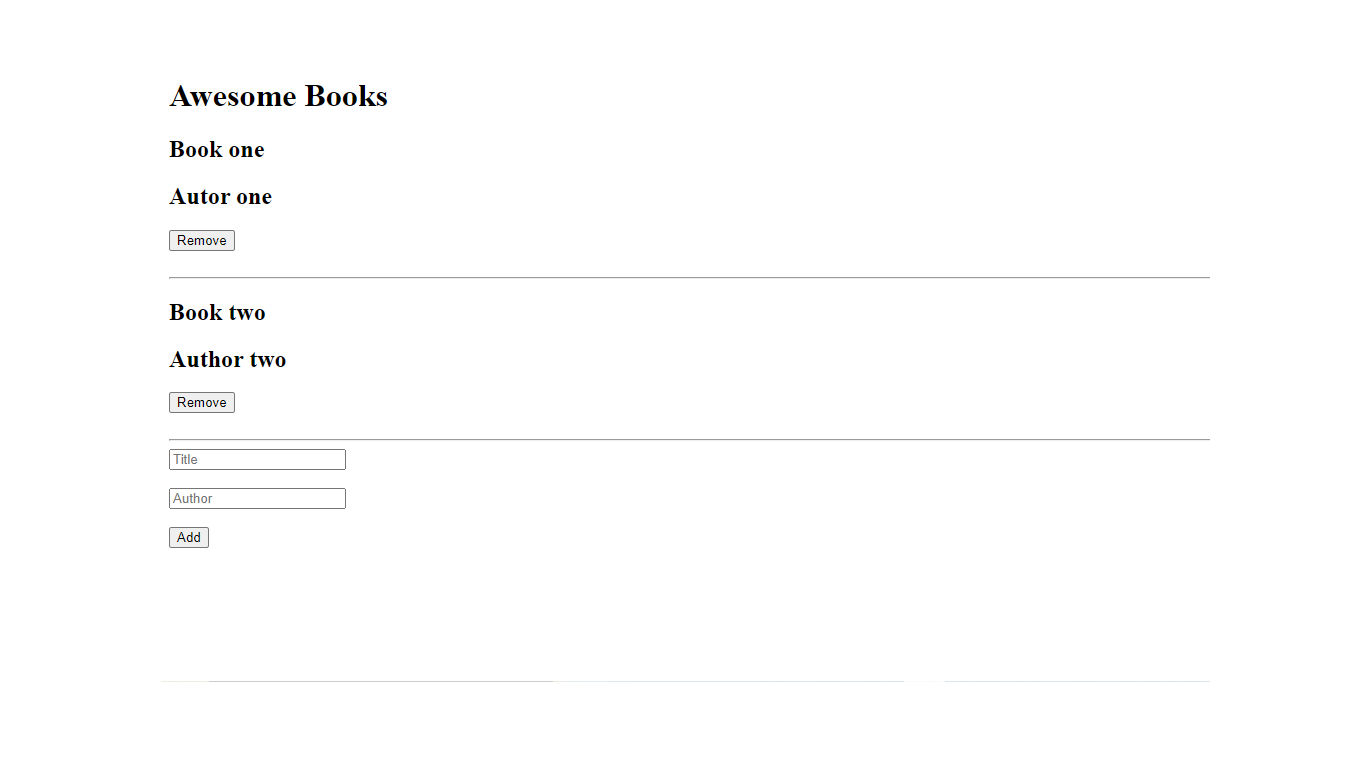 Awesome Books
Book one
Autor one
Remove
Book two
Author two
Remove
Title
Author
Add